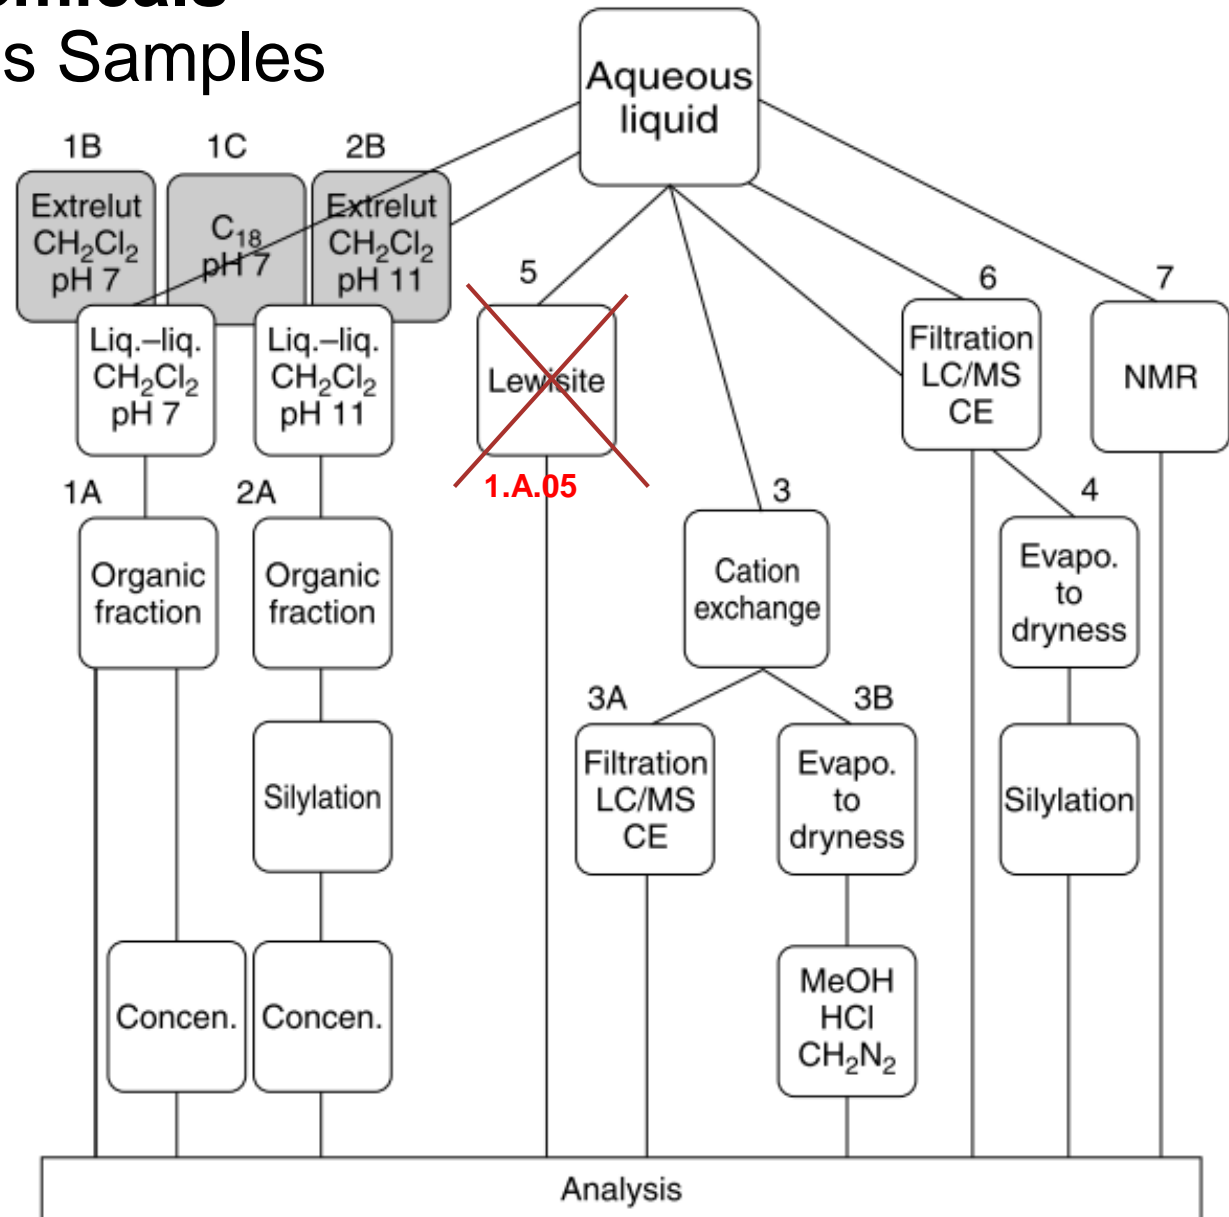 emicals
s Samples
Aqueous
liquid
1B
1C
2B
Extrelut
CH₂Cl₂
pH 7
C₁₈
pH 7
Extrelut
CH₂Cl₂
pH 11
5
6
7
Liq.–liq.
CH₂Cl₂
pH 7
Liq.–liq.
CH₂Cl₂
pH 11
Lewisite
1.A.05
Filtration
LC/MS
CE
NMR
1A
2A
3
4
Organic
fraction
Organic
fraction
Cation
exchange
Evapo.
to
dryness
3A
3B
Silylation
Filtration
LC/MS
CE
Evapo.
to
dryness
Silylation
Concen.
Concen.
MeOH
HCl
CH₂N₂
Analysis